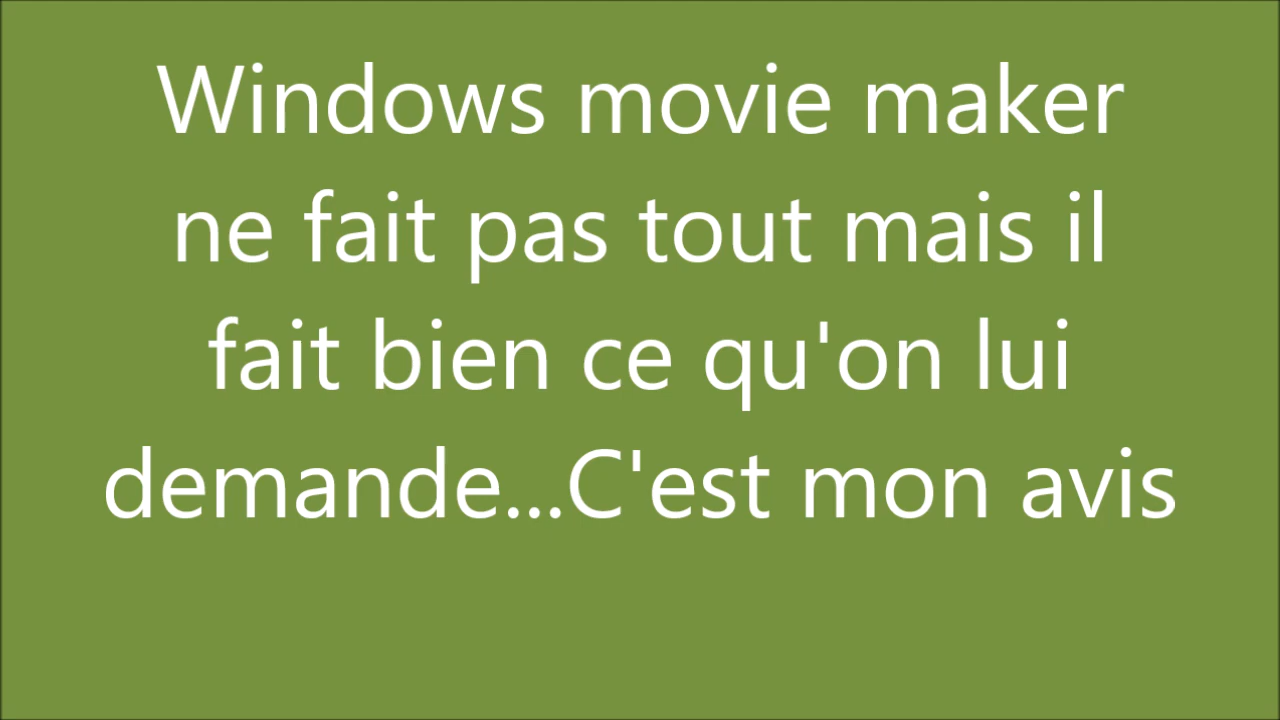 Windows movie maker
ne fait pas tout mais il
fait bien ce qu'on lui
demande...C'est mon avis